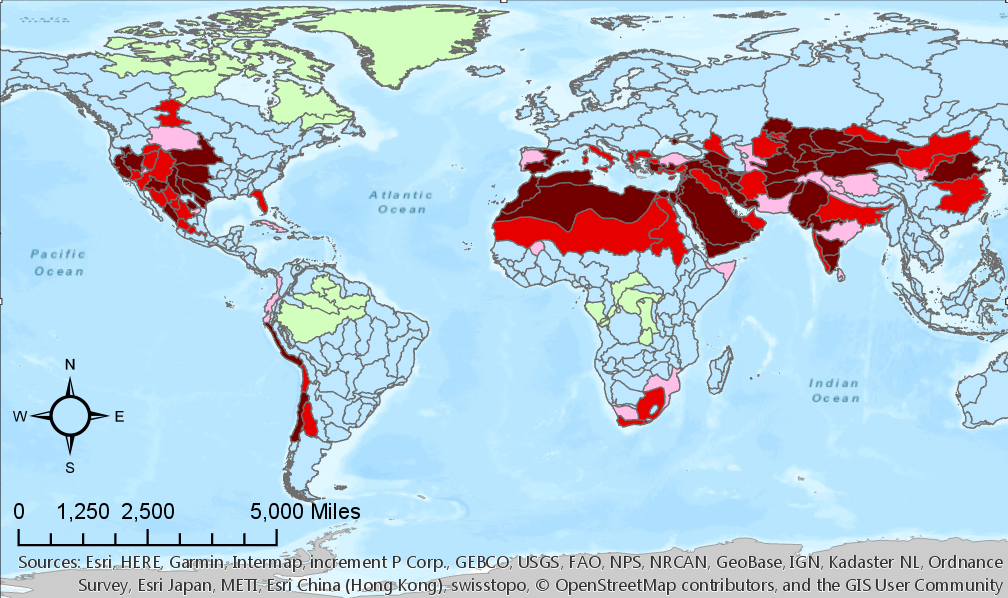 Atlantic
Ocean
Pacific
Ocean
Indian
Ocean
N
W E
S
0 1,250 2,500 5,000 Miles
Sources: Esri, HERE, Garmin, Intermap, increment P Corp., GEBCO, USGS, FAO, NPS, NRCAN, GeoBase, IGN, Kadaster NL, Ordnance
Survey, Esri Japan, METI, Esri China (Hong Kong), swisstopo, © OpenStreetMap contributors, and the GIS User Community